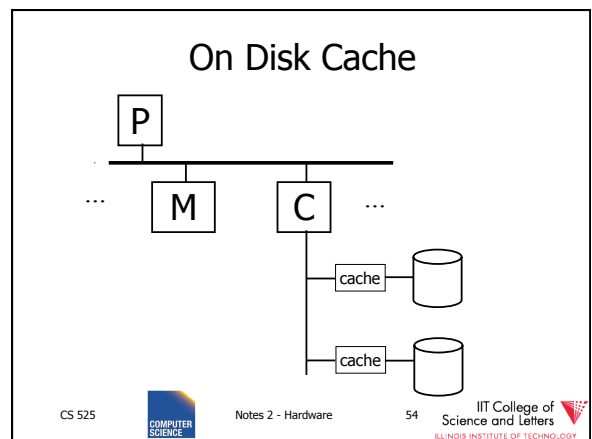 On Disk Cache
P
... M C ...
cache
cache
CS 525
COMPUTER
SCIENCE
Notes 2 - Hardware
54
IIT College of
Science and Letters
ILLINOIS INSTITUTE OF TECHNOLOGY